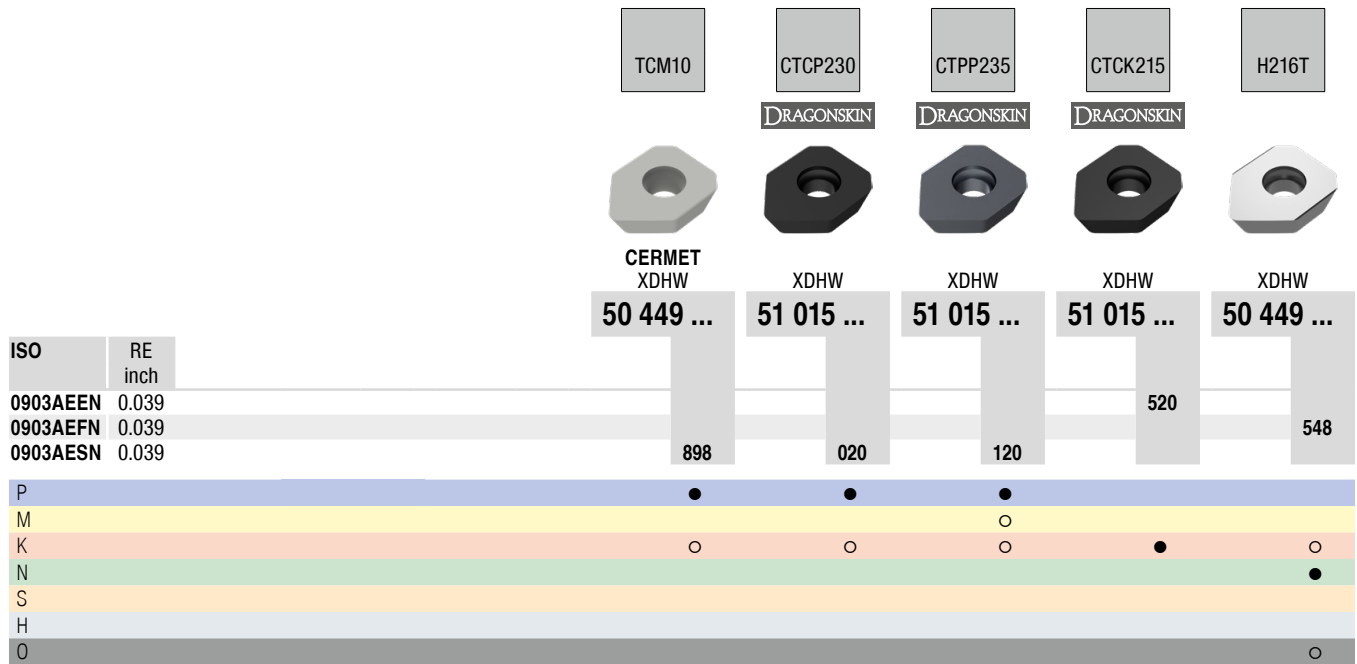 TCM10 CTCP230 CTPP235 CTCK215 H216T
DRAGONSKIN DRAGONSKIN DRAGONSKIN
CERMET
XDHW XDHW XDHW XDHW XDHW
50 449 ... 51 015 ... 51 015 ... 51 015 ... 50 449 ...
ISO RE
inch
0903AEEN 0.039 520
0903AEFN 0.039 548
0903AESN 0.039 898 020 120
P ● ● ●
M ○
K ○ ○ ○ ● ○
N ●
S
H
O ○